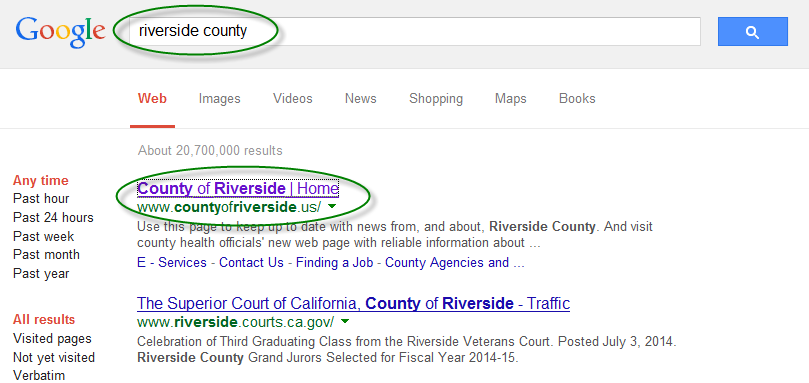 Google
riverside county
Web Images Videos News Shopping Maps Books
About 20,700,000 results
Any time
Past hour
Past 24 hours
Past week
Past month
Past year
All results
Visited pages
Not yet visited
Verbatim
County of Riverside | Home
www.countyofriverside.us/
Use this page to keep up to date with news from, and about, Riverside County. And visit
county health officials' new web page with reliable information about ...
E - Services - Contact Us - Finding a Job - County Agencies and ...
The Superior Court of California, County of Riverside - Traffic
www.riverside.courts.ca.gov/
Celebration of Third Graduating Class from the Riverside Veterans Court. Posted July 3, 2014.
Riverside County Grand Jurors Selected for Fiscal Year 2014-15.